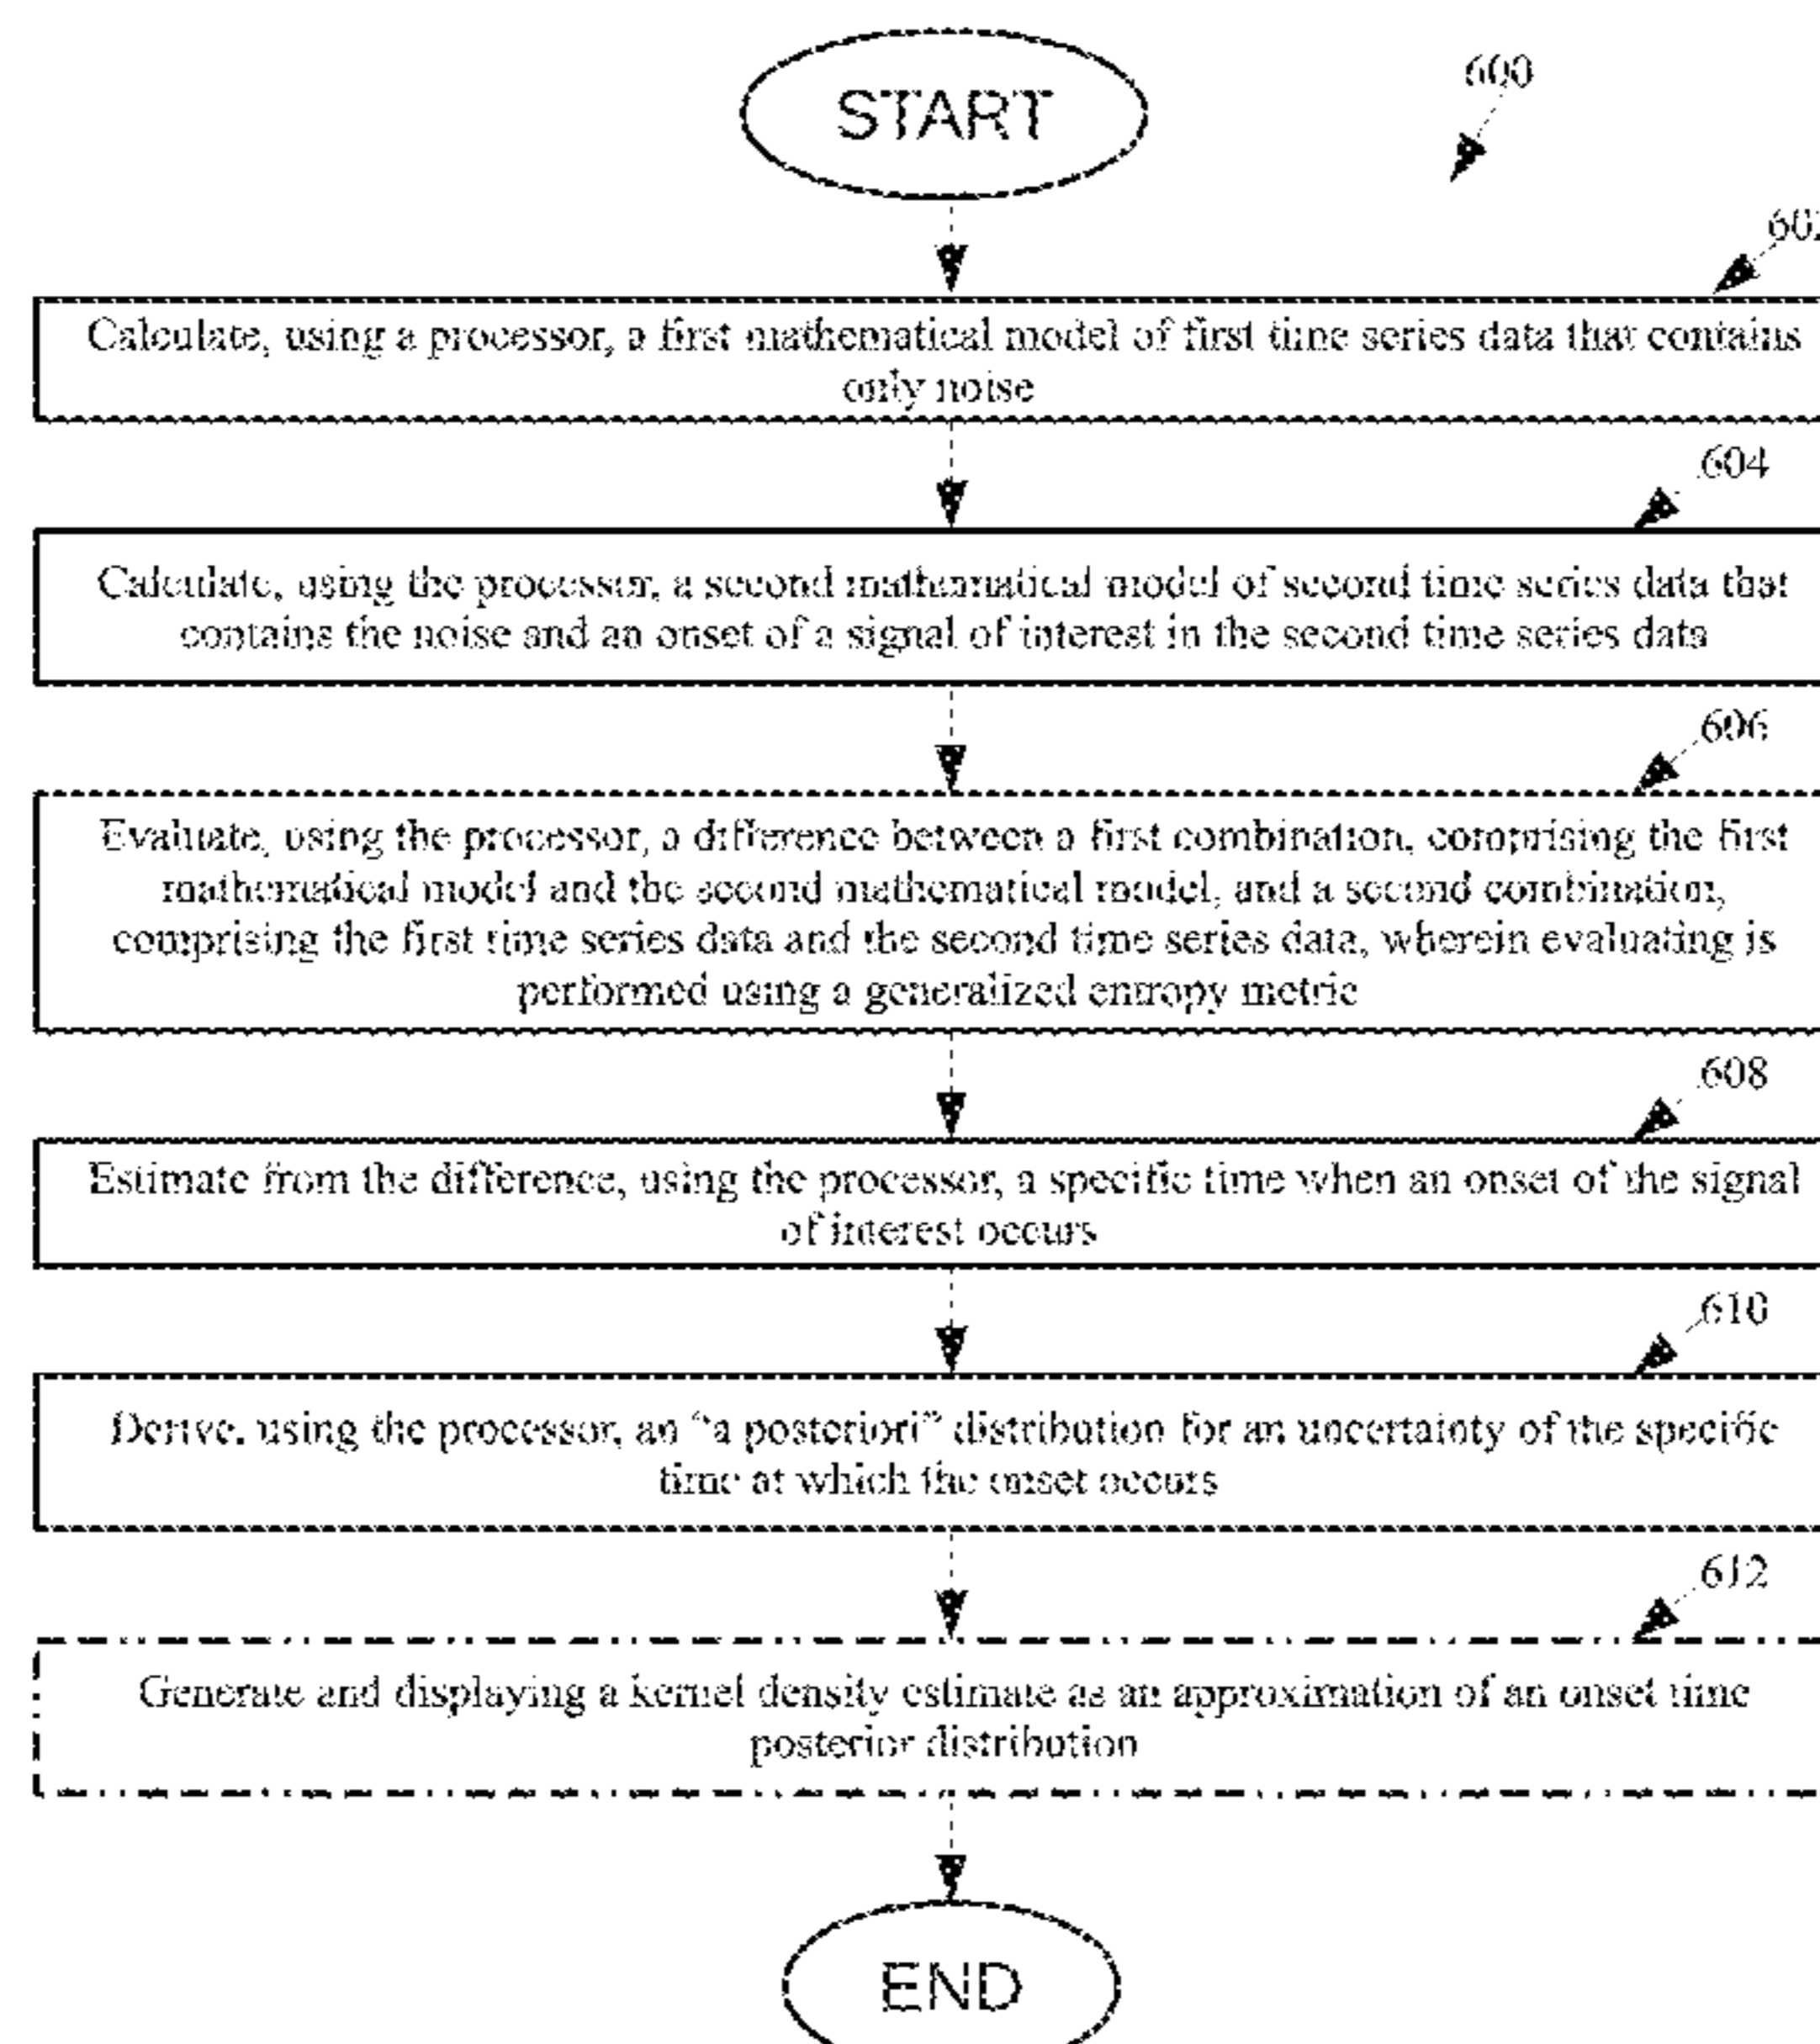 START
600
602
Calculate, using a processor, a first mathematical model of first time series data that contains
only noise
604
Calculate, using the processor, a second mathematical model of second time series data that
contains the noise and an onset of a signal of interest in the second time series data
606
Evaluate, using the processor, a difference between a first combination, comprising the first
mathematical model and the second mathematical model, and a second combination,
comprising the first time series data and the second time series data, wherein evaluating is
performed using a generalized entropy metric
608
Estimate from the difference, using the processor, a specific time when an onset of the signal
of interest occurs
610
Derive, using the processor, an “a posteriori” distribution for an uncertainty of the specific
time at which the onset occurs
612
Generate and displaying a kernel density estimate as an approximation of an onset time
posterior distribution
END